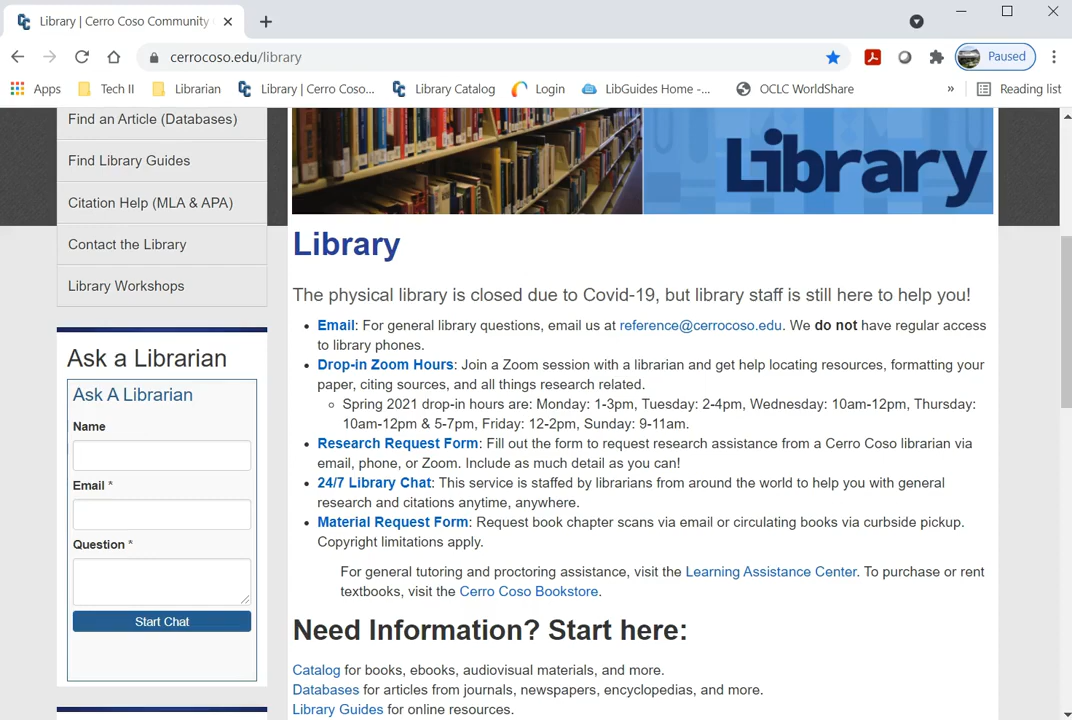 Library | Cerro Coso Community
cerrocoso.edu/library
Paused
Apps
Tech II
Librarian
Library | Cerro Coso...
Library Catalog
Login
LibGuides Home -...
OCLC WorldShare
»
Reading list
Find an Article (Databases)
Find Library Guides
Citation Help (MLA & APA)
Contact the Library
Library Workshops
Ask a Librarian
Ask A Librarian
Name
Email *
Question *
Start Chat
Library
Library
The physical library is closed due to Covid-19, but library staff is still here to help you!
• Email: For general library questions, email us at reference@cerrocoso.edu. We do not have regular access
to library phones.
• Drop-in Zoom Hours: Join a Zoom session with a librarian and get help locating resources, formatting your
paper, citing sources, and all things research related.
◦ Spring 2021 drop-in hours are: Monday: 1-3pm, Tuesday: 2-4pm, Wednesday: 10am-12pm, Thursday:
10am-12pm & 5-7pm, Friday: 12-2pm, Sunday: 9-11am.
• Research Request Form: Fill out the form to request research assistance from a Cerro Coso librarian via
email, phone, or Zoom. Include as much detail as you can!
• 24/7 Library Chat: This service is staffed by librarians from around the world to help you with general
research and citations anytime, anywhere.
• Material Request Form: Request book chapter scans via email or circulating books via curbside pickup.
Copyright limitations apply.
For general tutoring and proctoring assistance, visit the Learning Assistance Center. To purchase or rent
textbooks, visit the Cerro Coso Bookstore.
Need Information? Start here:
Catalog for books, ebooks, audiovisual materials, and more.
Databases for articles from journals, newspapers, encyclopedias, and more.
Library Guides for online resources.